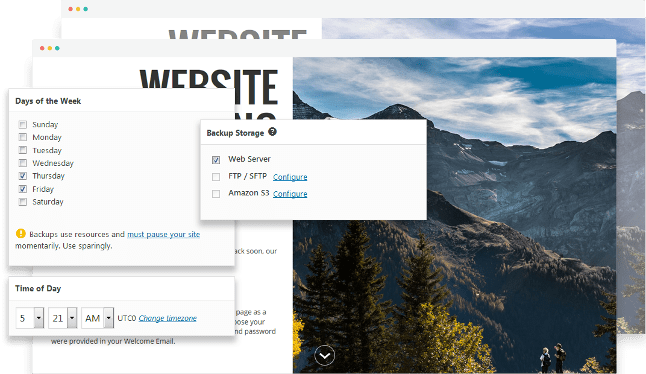 WEBSITE
WEBSITE
Days of the Week
Sunday
Monday
Tuesday
Wednesday
Thursday
Friday
Saturday
Backups use resources and must pause your site
momentarily. Use sparingly.
Backup Storage ?
Web Server
FTP / SFTP Configure
Amazon S3 Configure
ack soon, our
Time of Day
5 21 AM UTC0 Change timezone
page as a
ose your
nd password
were provided in your Welcome Email.